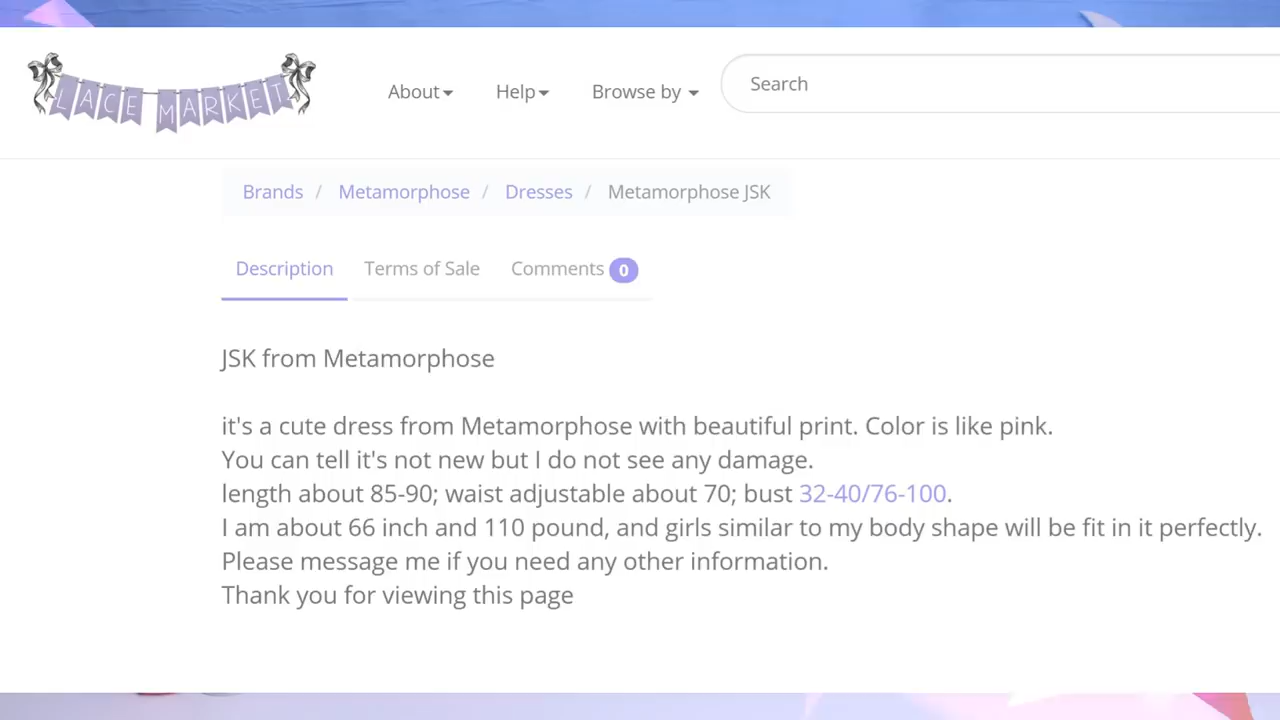 LACE MARKET
About
Help
Browse by
Search
Brands / Metamorphose / Dresses / Metamorphose JSK
Description
Terms of Sale
Comments 0
JSK from Metamorphose
it's a cute dress from Metamorphose with beautiful print. Color is like pink.
You can tell it's not new but I do not see any damage.
length about 85-90; waist adjustable about 70; bust 32-40/76-100.
I am about 66 inch and 110 pound, and girls similar to my body shape will be fit in it perfectly.
Please message me if you need any other information.
Thank you for viewing this page